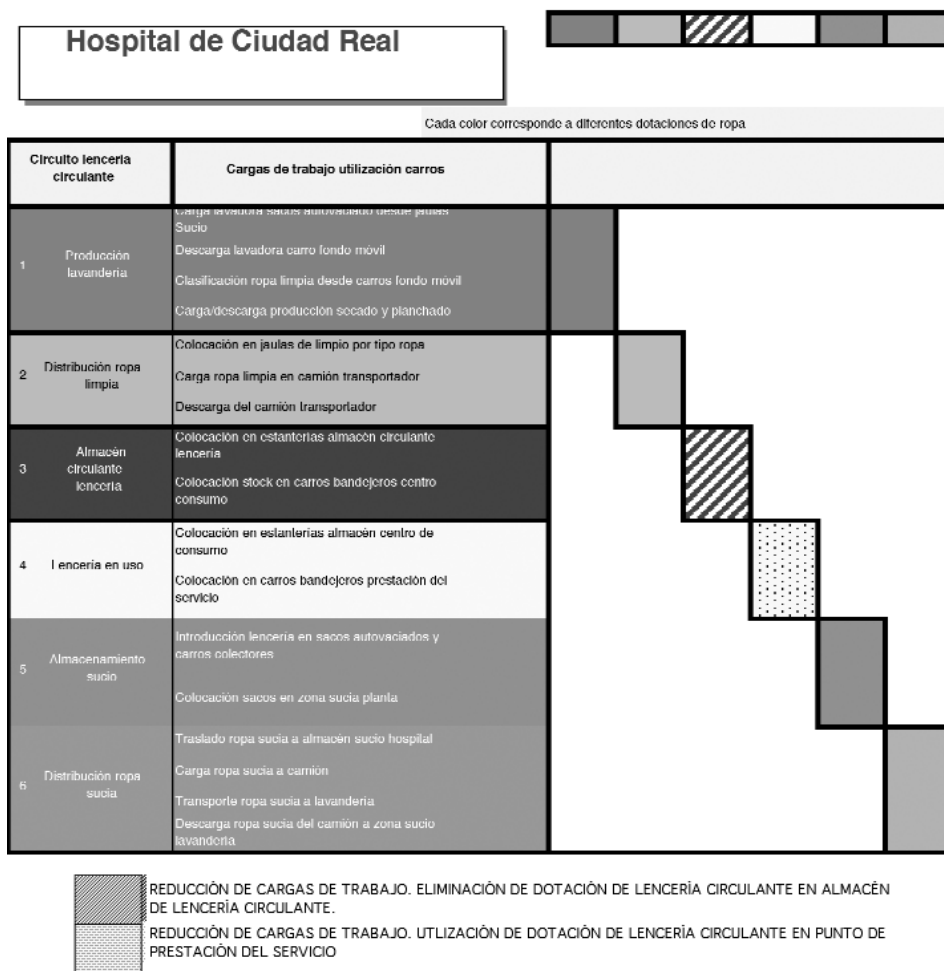 Hospital de Ciudad Real
Cada color corresponde a diferentes dotaciones de ropa
Circuito lencería
circulante
Cargas de trabajo utilización carros
1
Producción
lavandería
Carga lavadora sacos autovaciado desde jaulas
Sucio
Descarga lavadora carro fondo móvil
Clasificación ropa limpia desde carros fondo móvil
Carga/descarga producción secado y planchado
2
Distribución ropa
limpia
Colocación en jaulas de limpio por tipo ropa
Carga ropa limpia en camión transportador
Descarga del camión transportador
3
Almacén
circulante
lencería
Colocación en estanterías almacén circulante
lencería
Colocación stock en carros bandejeros centro
consumo
4
Lencería en uso
Colocación en estanterías almacén centro de
consumo
Colocación en carros bandejeros prestación del
servicio
5
Almacenamiento
sucio
Introducción lencería en sacos autovaciados y
carros colectores
Colocación sacos en zona sucia planta
6
Distribución ropa
sucia
Traslado ropa sucia a almacén sucio hospital
Carga ropa sucia a camión
Transporte ropa sucia a lavandería
Descarga ropa sucia del camión a zona sucio
lavandería
REDUCCIÓN DE CARGAS DE TRABAJO. ELIMINACIÓN DE DOTACIÓN DE LENCERÍA CIRCULANTE EN ALMACÉN
DE LENCERÍA CIRCULANTE.
REDUCCIÓN DE CARGAS DE TRABAJO. UTLIZACIÓN DE DOTACIÓN DE LENCERÍA CIRCULANTE EN PUNTO DE
PRESTACIÓN DEL SERVICIO